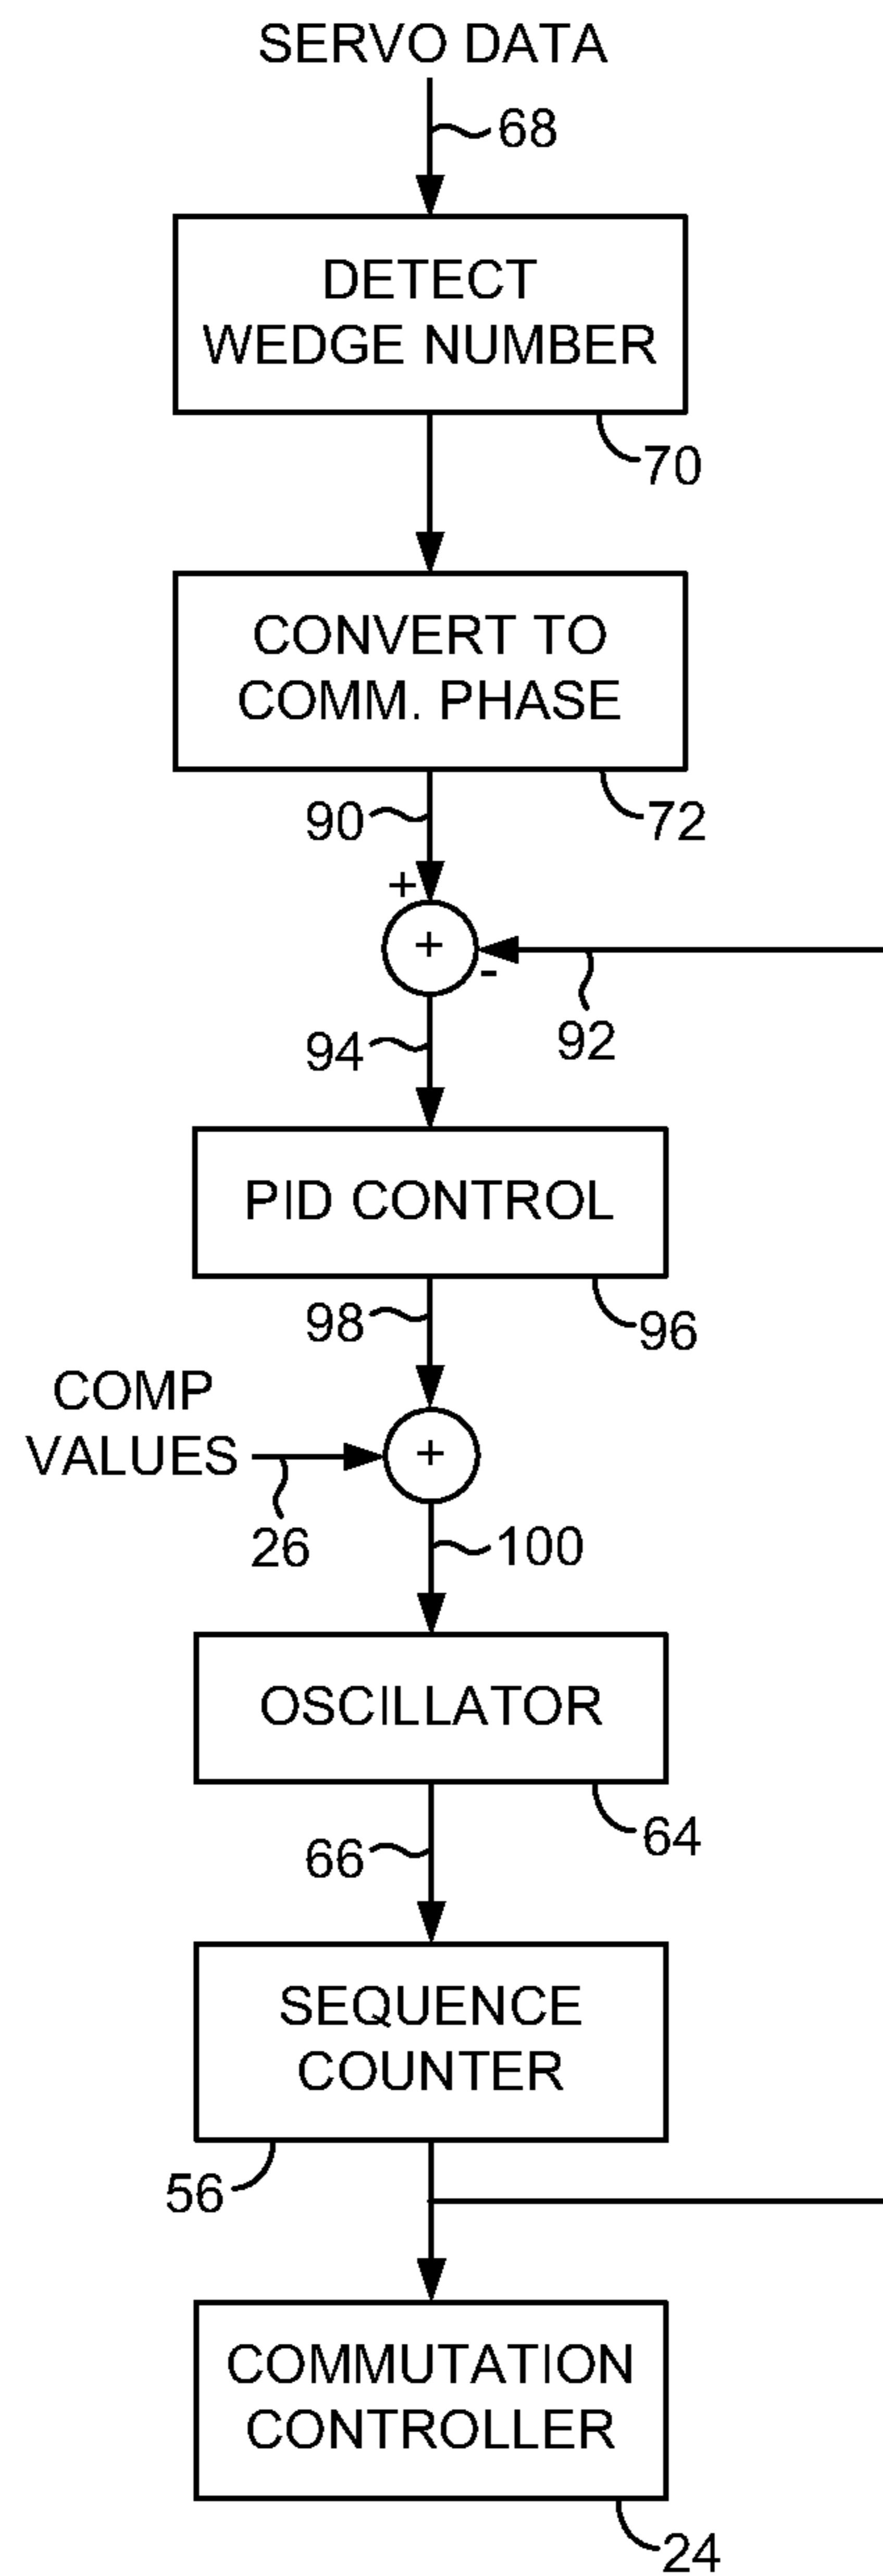 SERVO DATA
68
DETECT
WEDGE NUMBER
70
CONVERT TO
COMM. PHASE
90
72
+
+
-
94
92
PID CONTROL
98
96
COMP
VALUES
+
26
100
OSCILLATOR
64
66
SEQUENCE
COUNTER
56
COMMUTATION
CONTROLLER
24